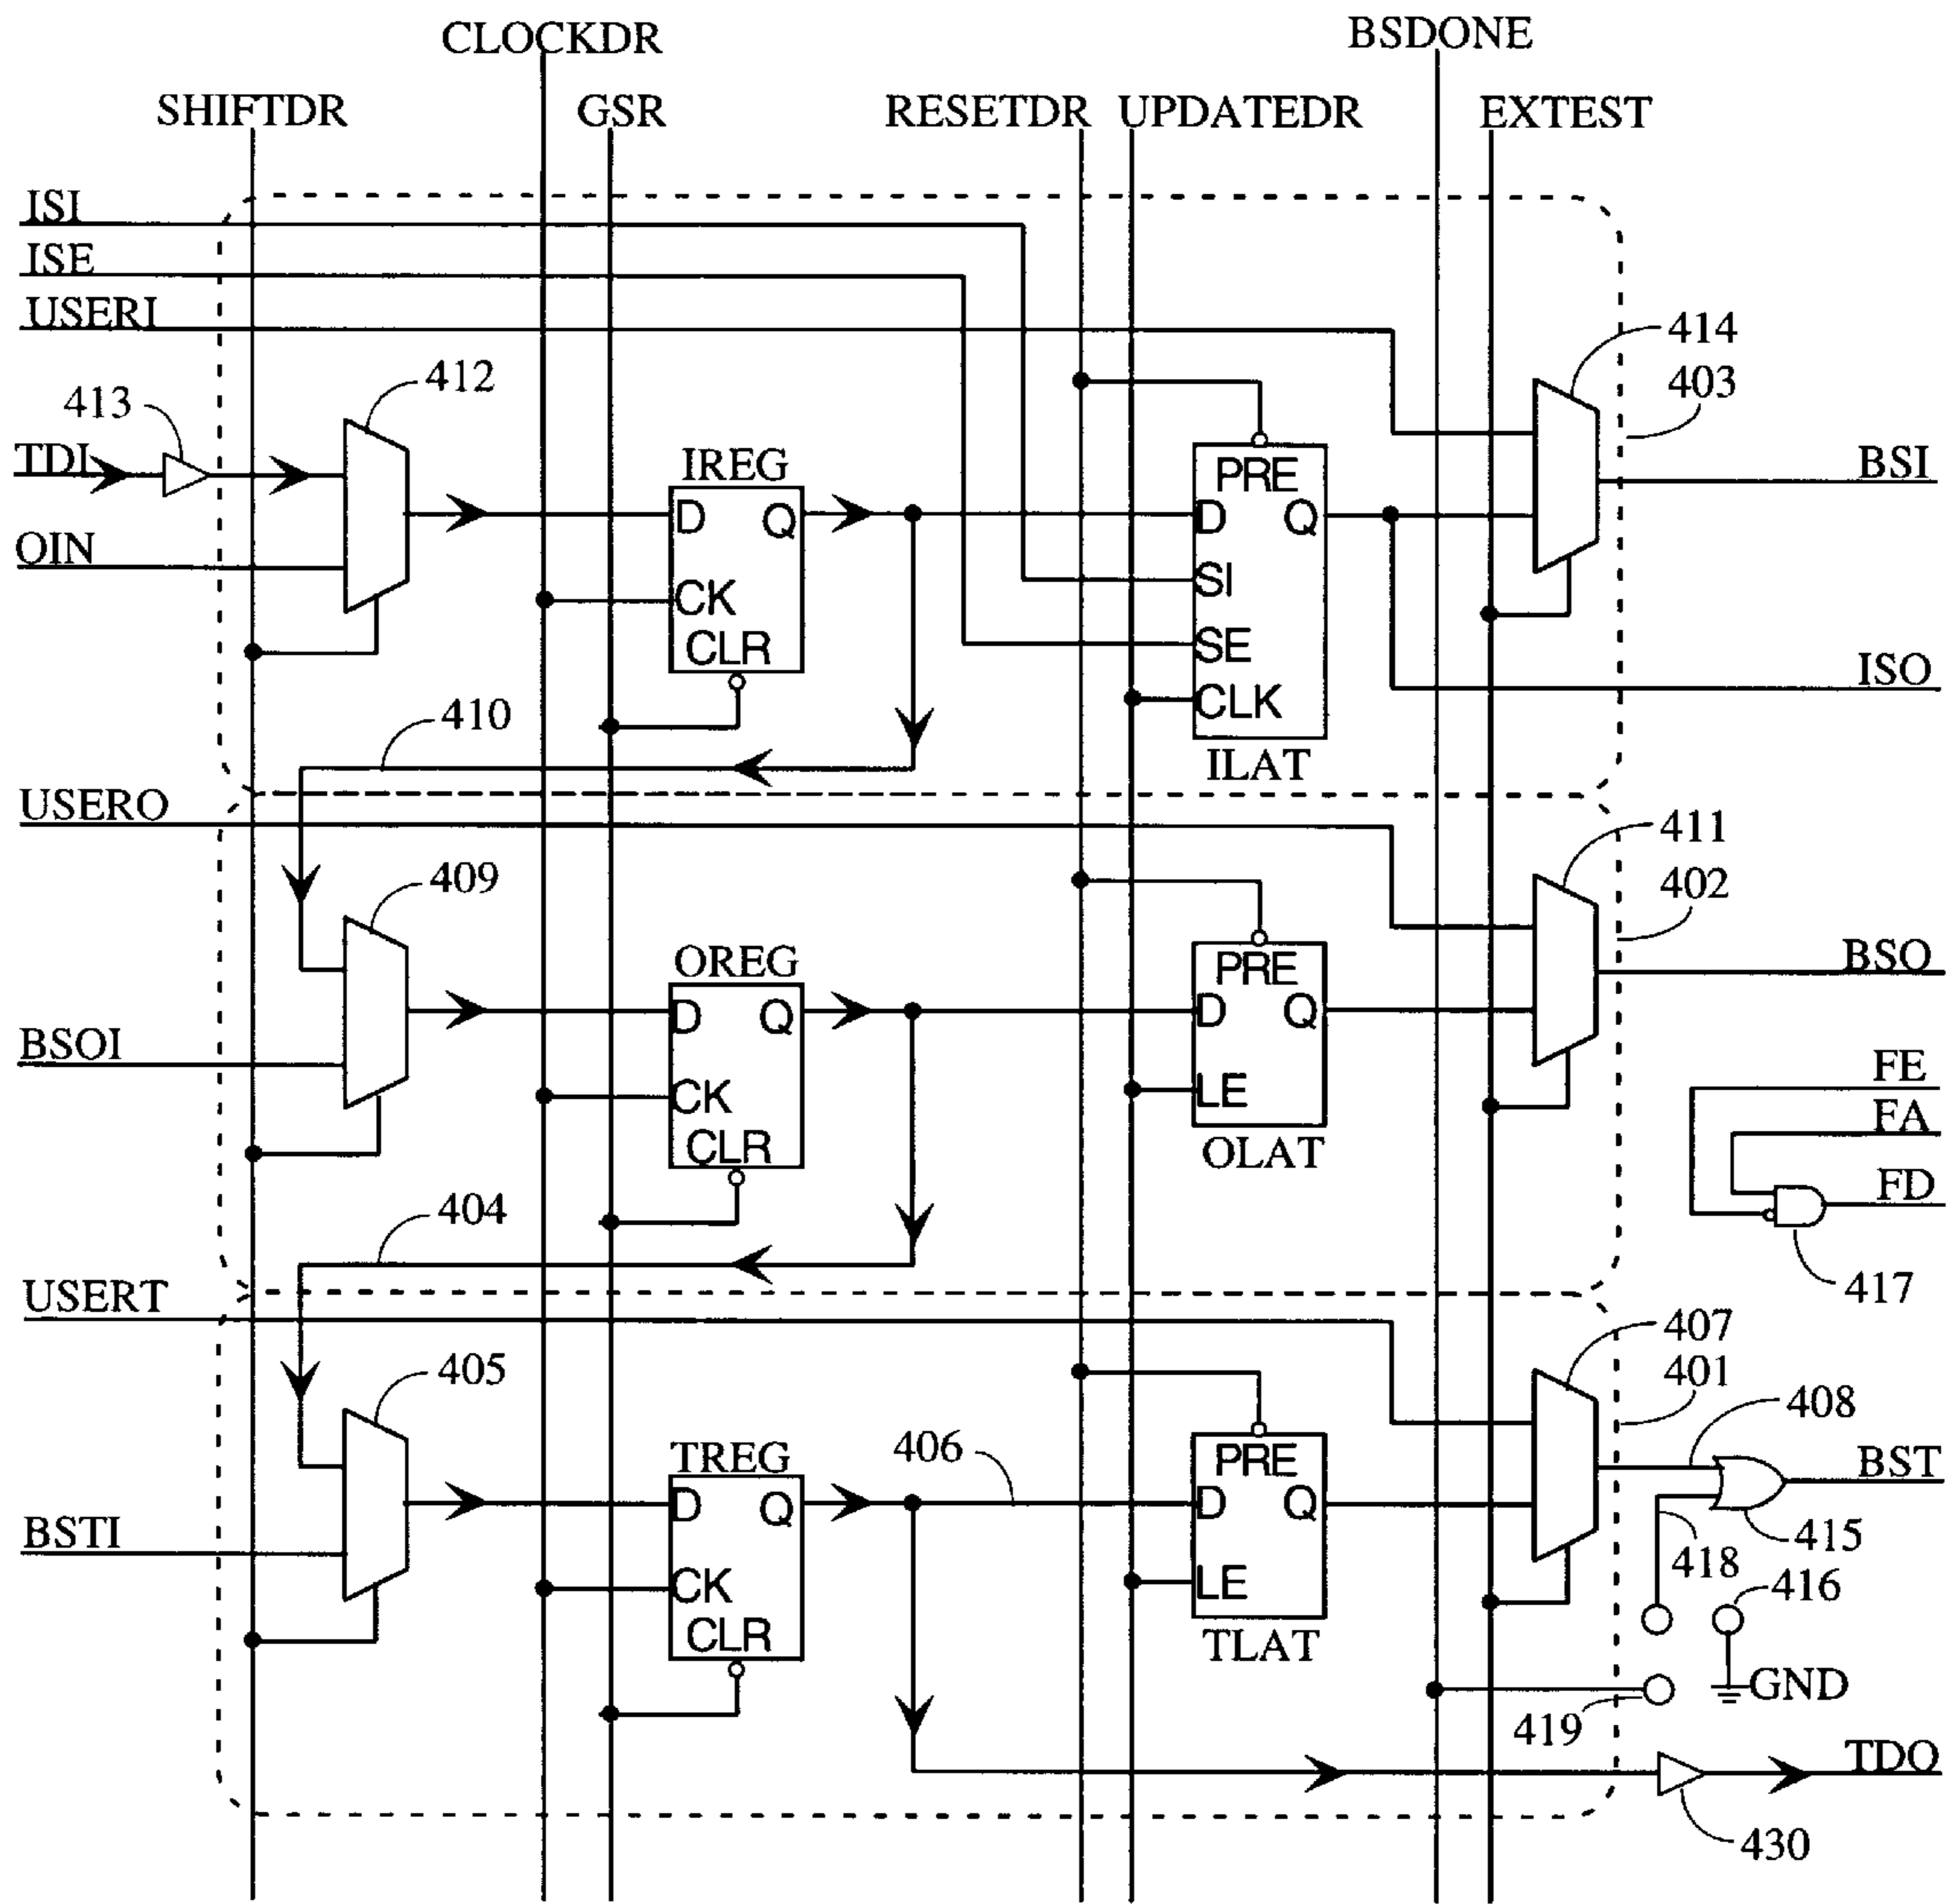 CLOCKDR
BSDONE
SHIFTDR
GSR
RESETDR
UPDATEDR
EXTEST
ISI
ISE
USERI
414
403
412
413
TDI
OIN
IREG
D
Q
CK
CLR
PRE
D
Q
SI
SE
CLK
ILAT
BSI
ISO
410
USERO
411
402
409
OREG
D
Q
CK
CLR
PRE
D
Q
LE
OLAT
BSO
BSOI
FE
FA
FD
417
404
USERT
407
401
405
408
TREG
D
Q
CK
CLR
406
PRE
D
Q
LE
TLAT
BST
415
418
416
BSTI
GND
419
TDO
430